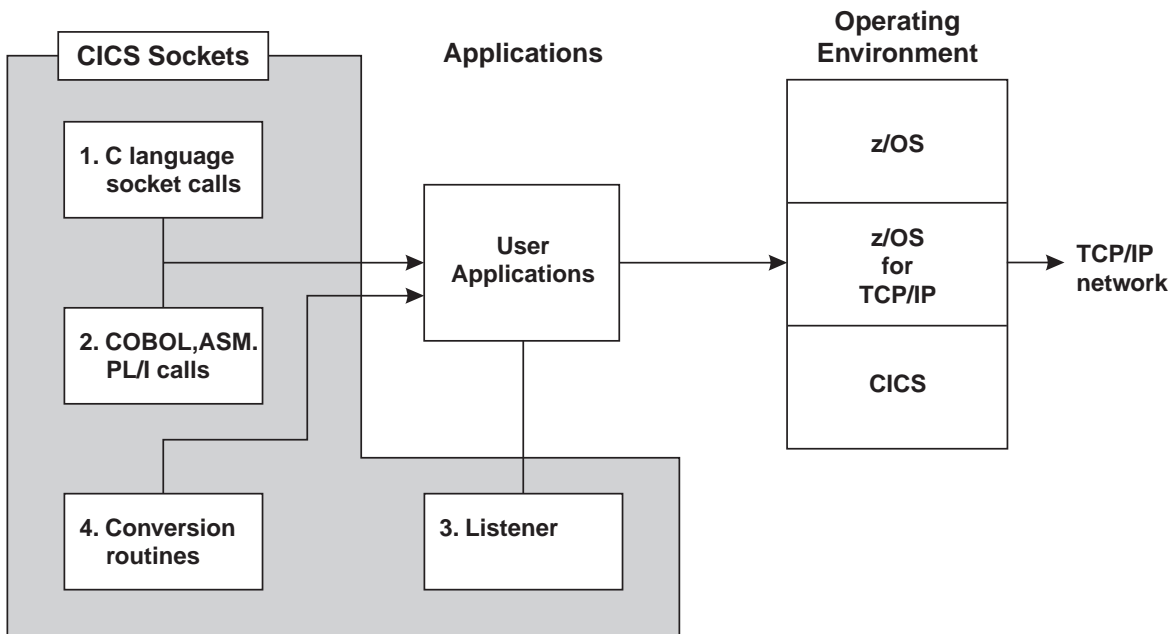 CICS Sockets
Applications
Operating
Environment
1. C language
socket calls
2. COBOL,ASM.
PL/I calls
4. Conversion
routines
3. Listener
User
Applications
z/OS
z/OS
for
TCP/IP
CICS
TCP/IP
network